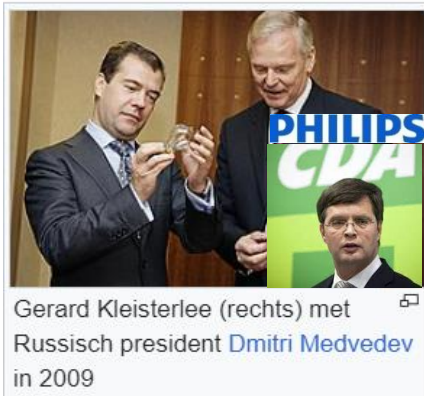 PHILIPS
CDA
Gerard Kleisterlee (rechts) met
Russisch president Dmitri Medvedev
in 2009